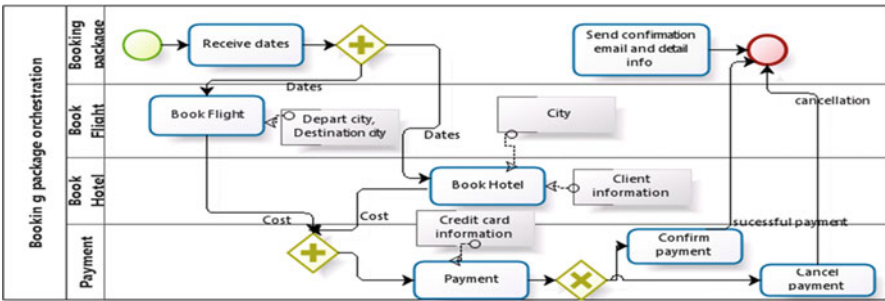 Booking package orchestration
Booking
package
Receive dates
Send confirmation
email and detail
info
Dates
cancellation
Book
Flight
Book Flight
Depart city,
Destination city
Dates
City
Book
Hotel
Book Hotel
Client
information
Cost
Cost
Credit card
information
sucessful payment
Payment
Payment
Confirm
payment
Cancel
payment